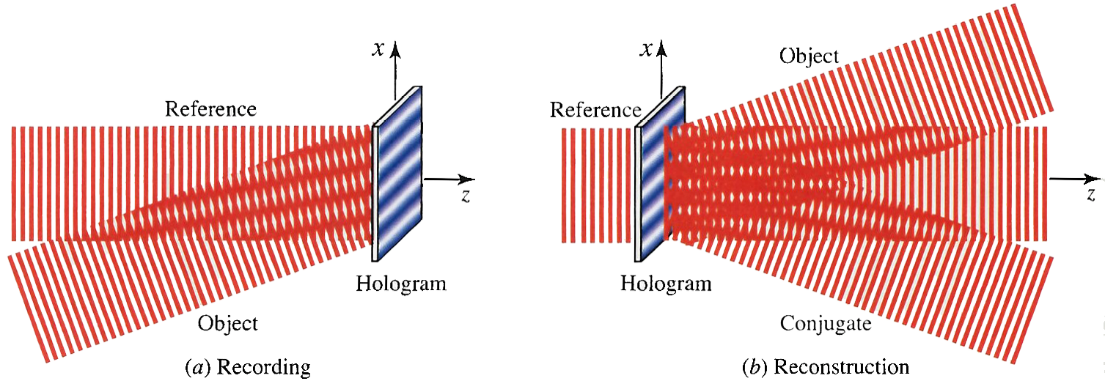 x
Reference
z
Hologram
Object
(a) Recording
x
Object
Reference
z
Hologram
Conjugate
(b) Reconstruction